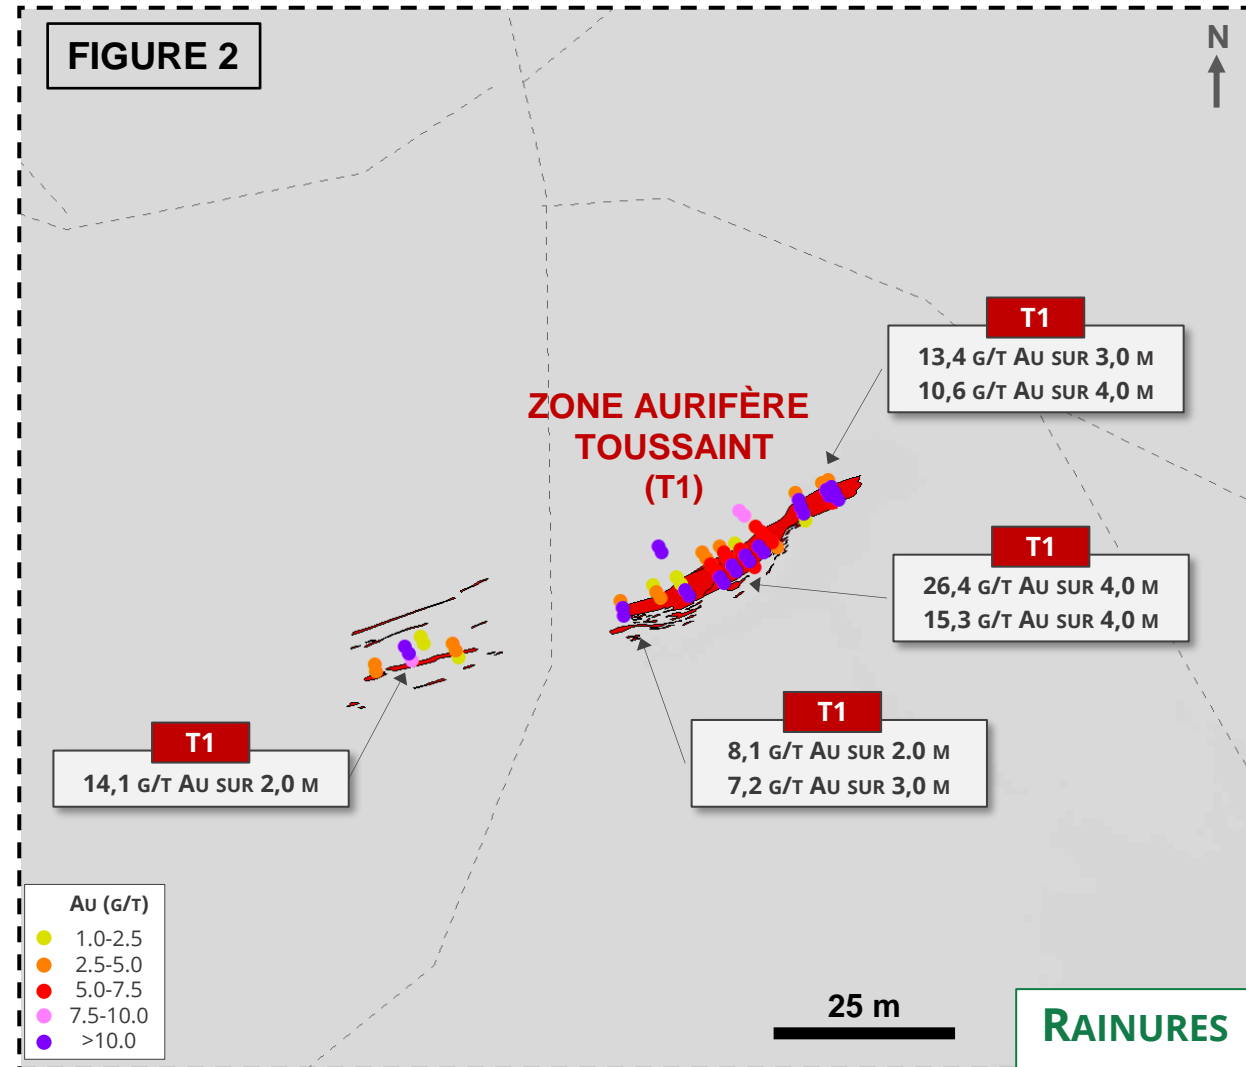 FIGURE 2
N
T1
13,4 G/T AU SUR 3,0 M
10,6 G/T AU SUR 4,0 M
ZONE AURIFÈRE
TOUSSAINT
(T1)
T1
26,4 G/T AU SUR 4,0 M
15,3 G/T AU SUR 4,0 M
T1
8,1 G/T AU SUR 2.0 M
7,2 G/T AU SUR 3,0 M
T1
14,1 G/T AU SUR 2,0 M
AU (G/T)
1.0-2.5
2.5-5.0
5.0-7.5
7.5-10.0
>10.0
25 m
RAINURES